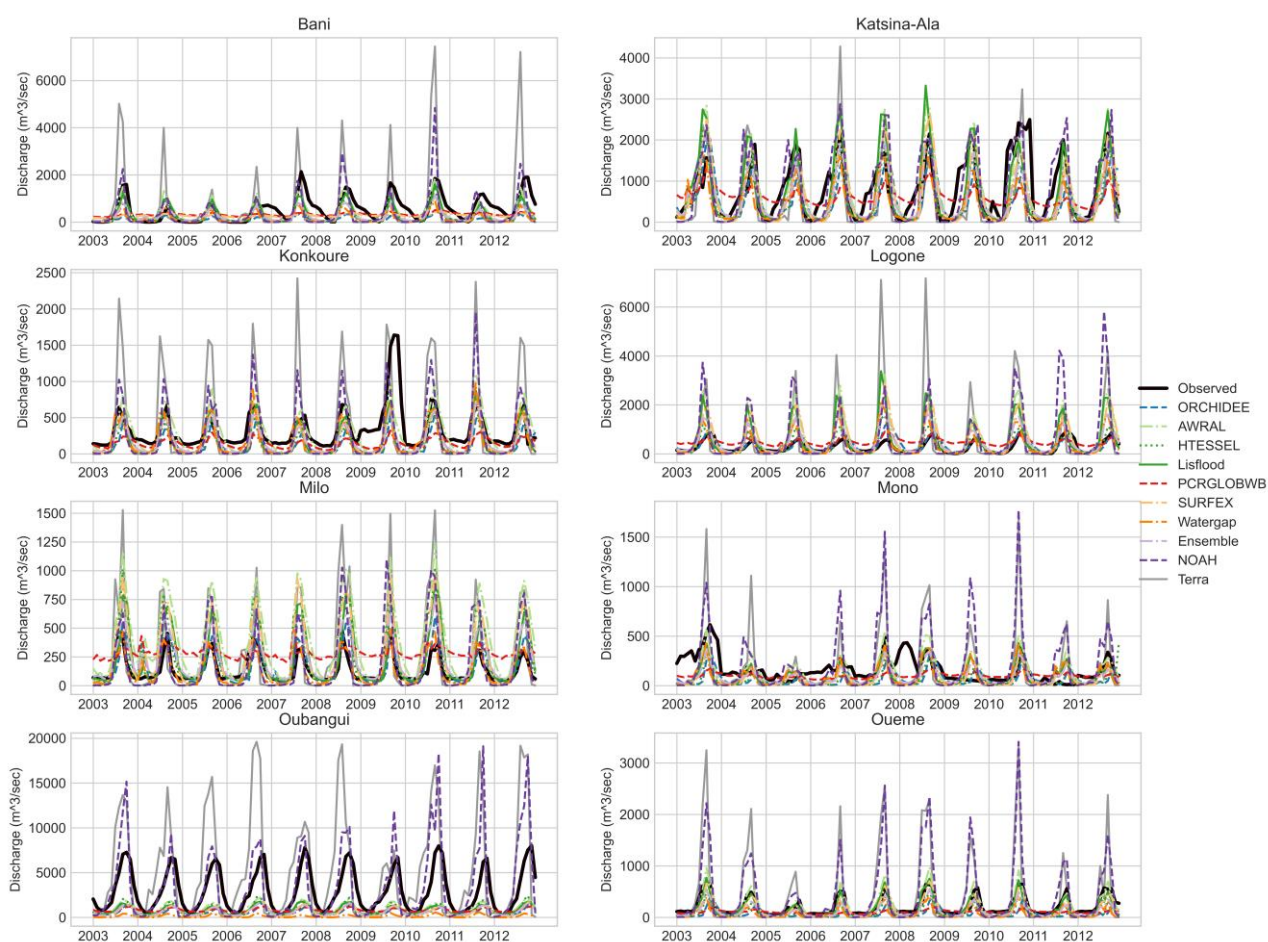 Bani
Katsina-Ala
Discharge (m^3/sec)
6000
4000
2000
0
2003 2004 2005 2006 2007 2008 2009 2010 2011 2012
Discharge (m^3/sec)
4000
3000
2000
1000
0
2003 2004 2005 2006 2007 2008 2009 2010 2011 2012
Konkoure
Logone
Discharge (m^3/sec)
2500
2000
1500
1000
500
0
2003 2004 2005 2006 2007 2008 2009 2010 2011 2012
Discharge (m^3/sec)
6000
4000
2000
0
2003 2004 2005 2006 2007 2008 2009 2010 2011 2012
Observed
ORCHIDEE
AWRAL
HTESSEL
Lisflood
PCRGLOBWB
SURFEX
Watergap
Ensemble
NOAH
Terra
Milo
Mono
Discharge (m^3/sec)
1500
1250
1000
750
500
250
0
2003 2004 2005 2006 2007 2008 2009 2010 2011 2012
Discharge (m^3/sec)
1500
1000
500
0
2003 2004 2005 2006 2007 2008 2009 2010 2011 2012
Oubangui
Oueme
Discharge (m^3/sec)
20000
15000
10000
5000
0
2003 2004 2005 2006 2007 2008 2009 2010 2011 2012
Discharge (m^3/sec)
3000
2000
1000
0
2003 2004 2005 2006 2007 2008 2009 2010 2011 2012